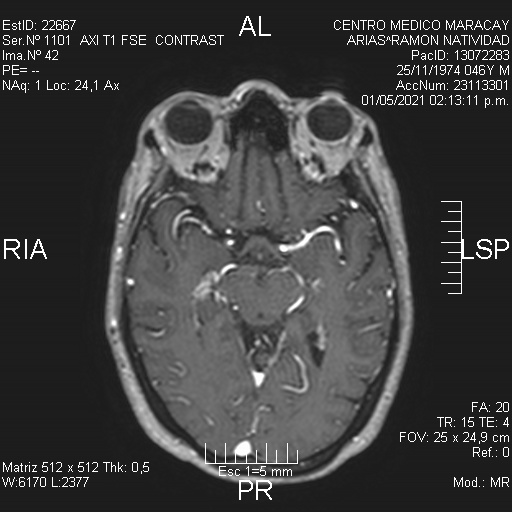 EstID: 22667
Ser.Nº 1101 AXI T1 FSE CONTRAST
Ima.Nº 42
PE= --
NAq: 1 Loc: 24,1 Ax
AL
CENTRO MEDICO MARACAY
ARIAS^RAMON NATIVIDAD
PacID: 13072283
25/11/1974 046Y M
AccNum: 23113301
01/05/2021 02:13:11 p.m.
RIA
LSP
FA: 20
TR: 15 TE: 4
FOV: 25 x 24,9 cm
Ref.: 0
Mod.: MR
Matriz 512 x 512 Thk: 0,5
W:6170 L:2377
Esc 1=5 mm
PR